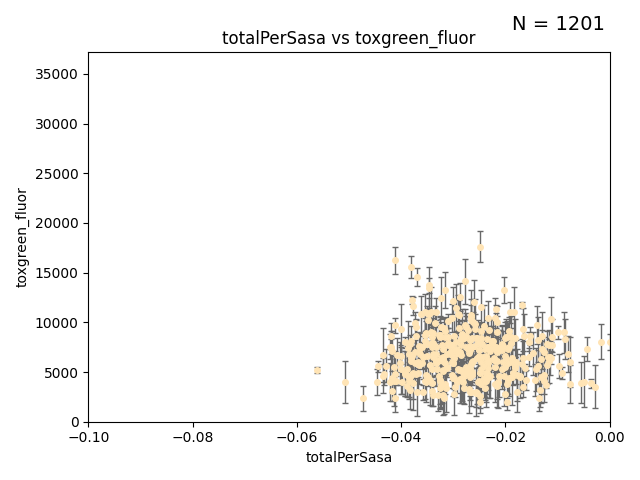 N = 1201
totalPerSasa vs toxgreen_fluor
35000
30000
25000
20000
15000
10000
5000
0
toxgreen_fluor
−0.10 −0.08 −0.06 −0.04 −0.02 0.00
totalPerSasa